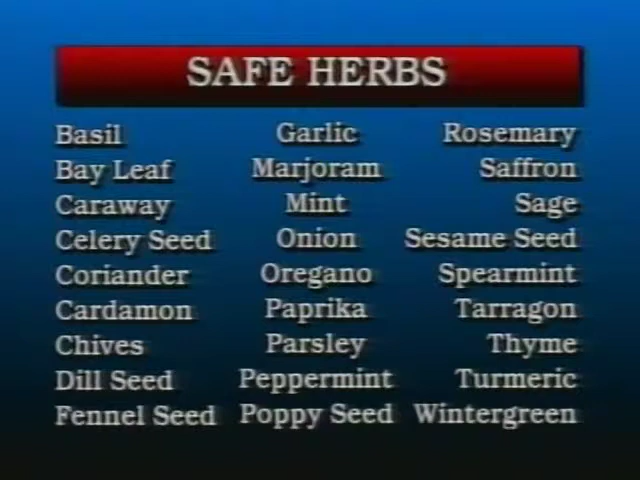 SAFE HERBS
Basil Garlic Rosemary
Bay Leaf Marjoram Saffron
Caraway Mint Sage
Celery Seed Onion Sesame Seed
Coriander Oregano Spearmint
Cardamon Paprika Tarragon
Chives Parsley Thyme
Dill Seed Peppermint Turmeric
Fennel Seed Poppy Seed Wintergreen